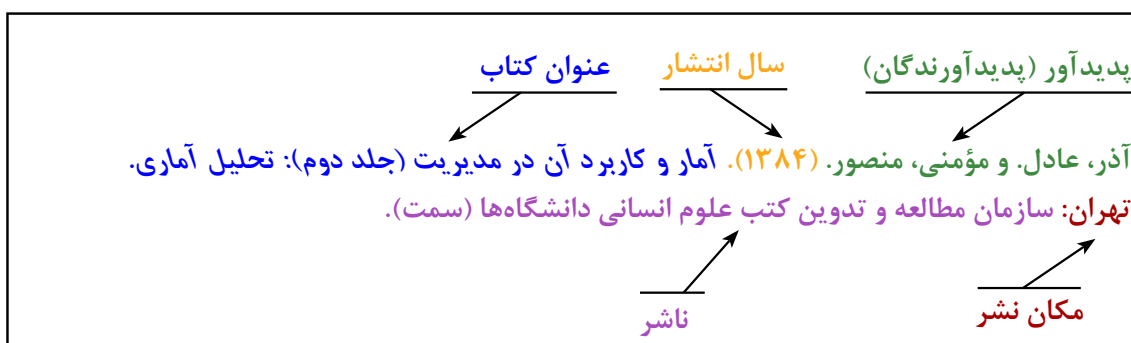 پدیدآور (پدیدآورندگان) سال انتشار عنوان کتاب
آذر، عادل. و مؤمنی، منصور. (۱۳۸۴). آمار و کاربرد آن در مدیریت (جلد دوم): تحلیل آماری.
تهران: سازمان مطالعه و تدوین کتب علوم انسانی دانشگاه‌ها (سمت).
مکان نشر ناشر